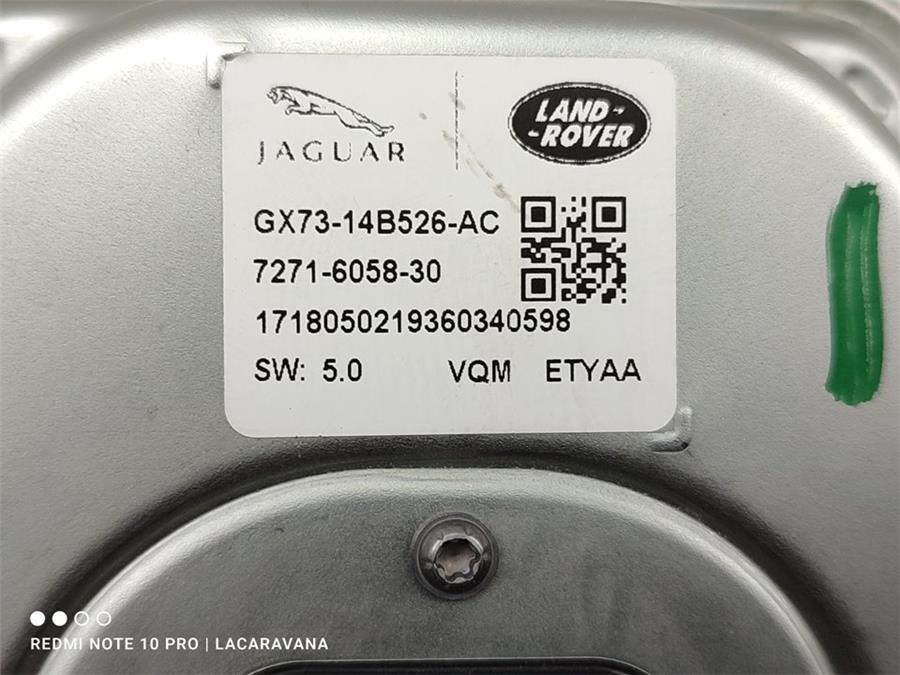 JAGUAR
LAND-
-ROVER
GX73-14B526-AC
7271-6058-30
1718050219360340598
SW: 5.0 VQM ETYAA
REDMI NOTE 10 PRO | LACARAVANA